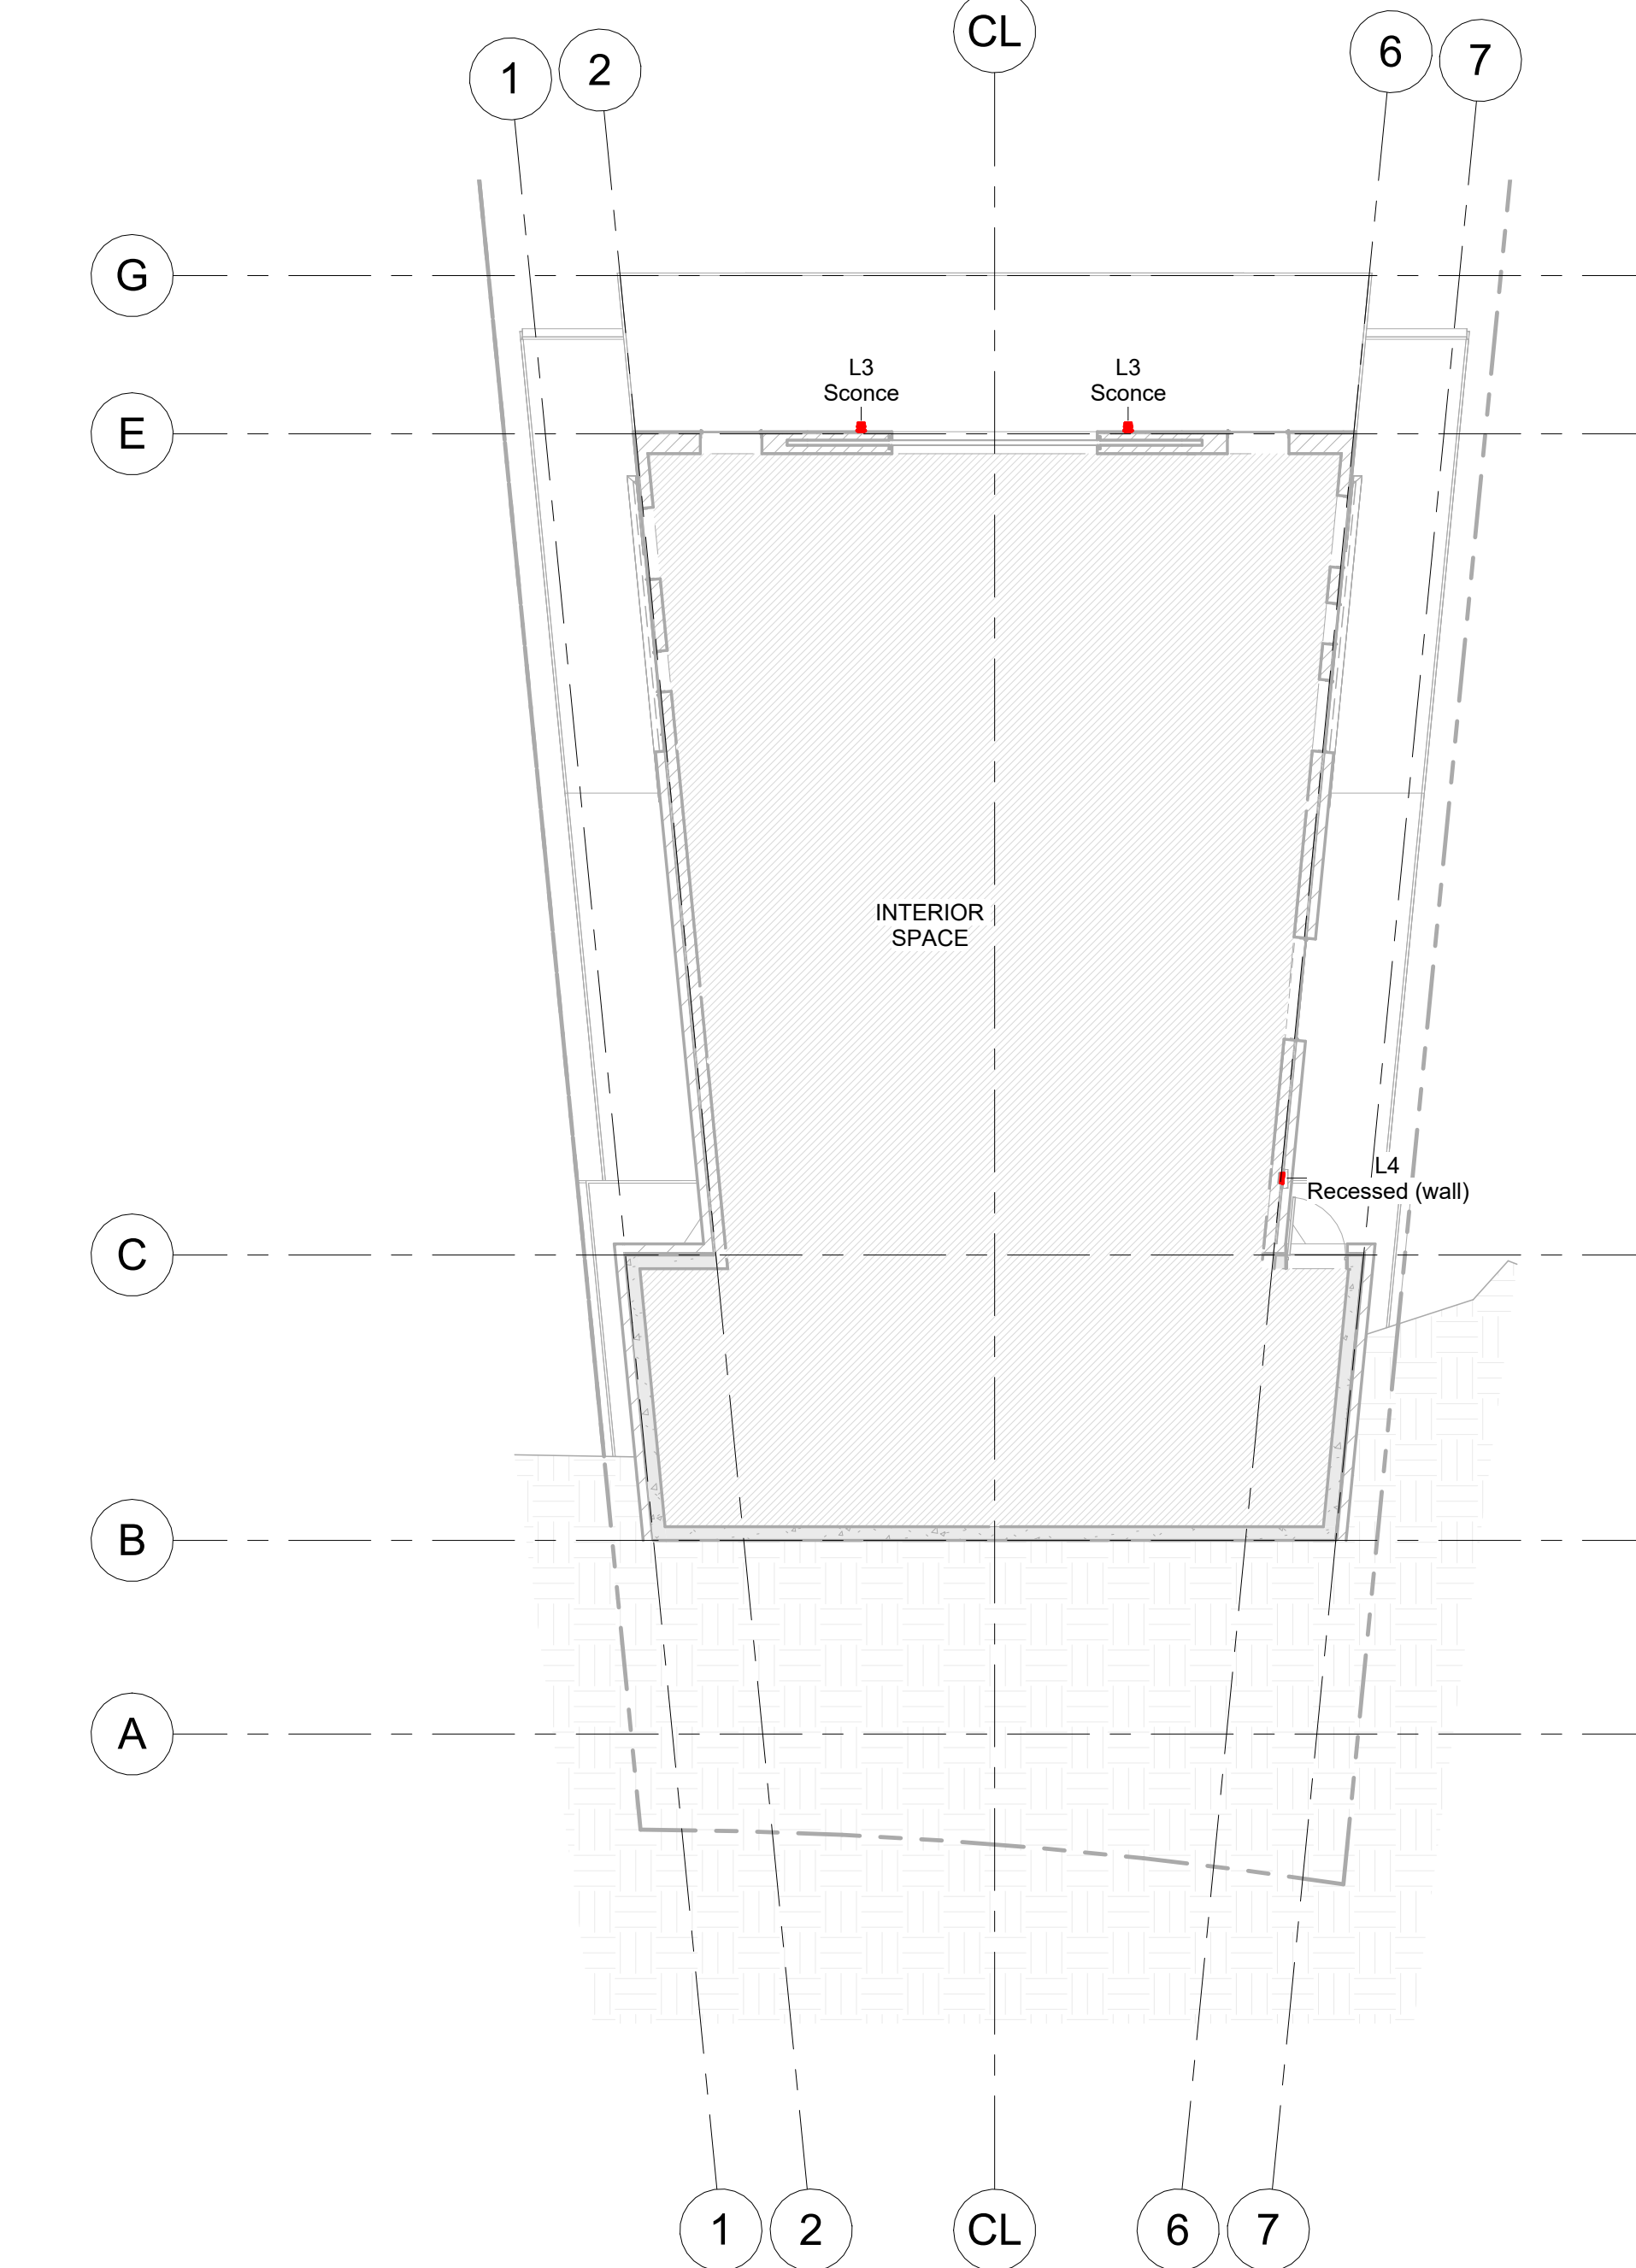 CL
6
7
2
1
G
L3
Sconce
L3
Sconce
E
INTERIOR
SPACE
L4
Recessed (wall)
C
B
A
1
2
CL
6
7